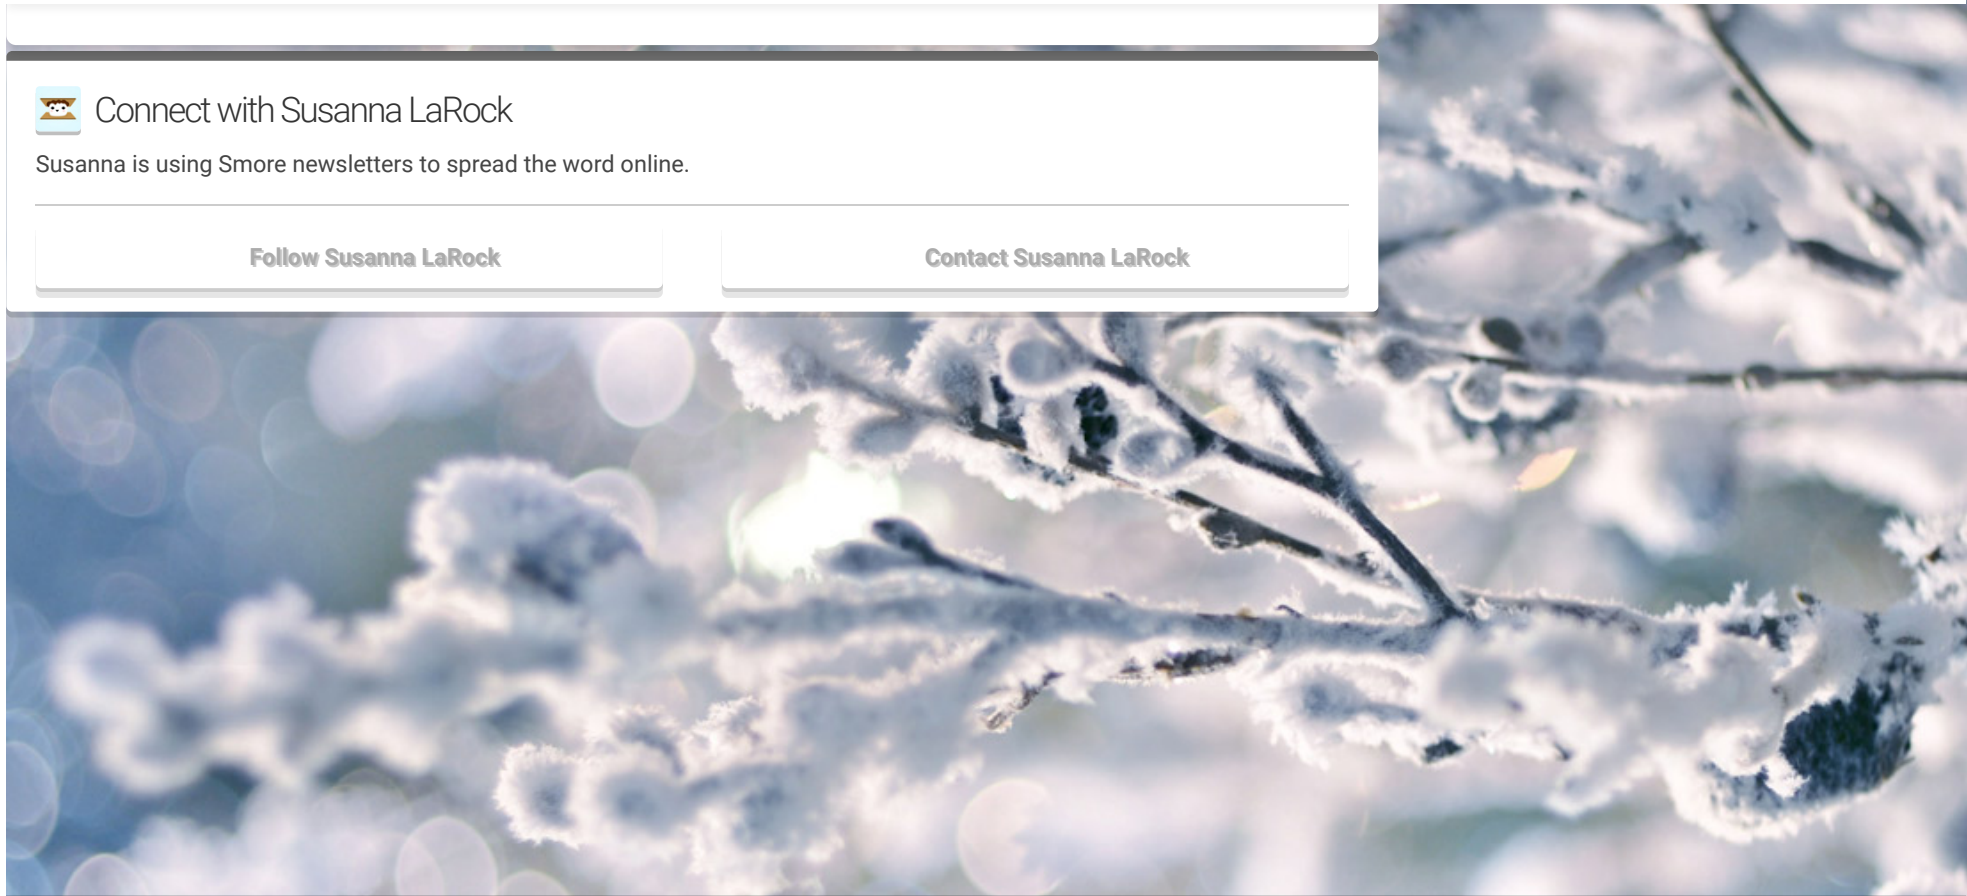 Connect with Susanna LaRock
Susanna is using Smore newsletters to spread the word online.
Follow Susanna LaRock
Contact Susanna LaRock